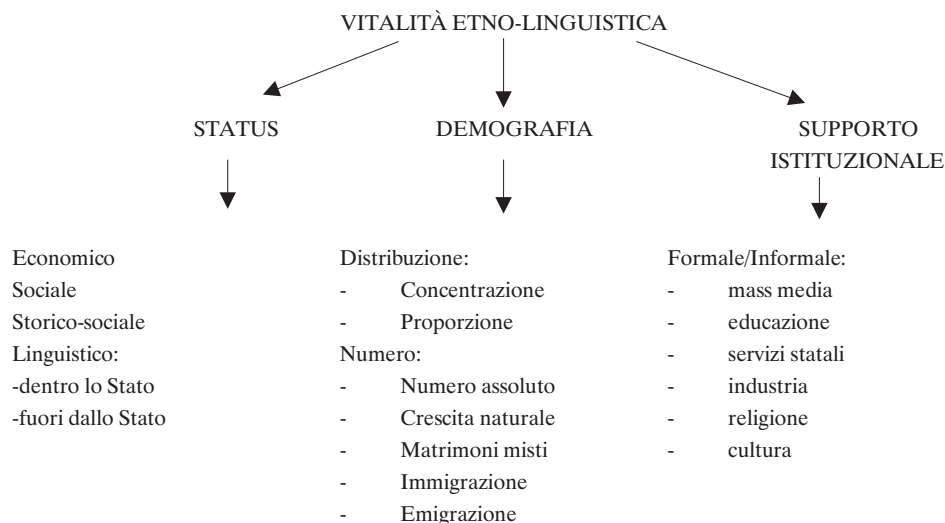 VITALITÀ ETNO-LINGUISTICA
STATUS
DEMOGRAFIA
SUPPORTO
ISTITUZIONALE
Economico
Sociale
Storico-sociale
Linguistico:
-dentro lo Stato
-fuori dallo Stato
Distribuzione:
- Concentrazione
- Proporzione
Numero:
- Numero assoluto
- Crescita naturale
- Matrimoni misti
- Immigrazione
- Emigrazione
Formale/Informale:
- mass media
- educazione
- servizi statali
- industria
- religione
- cultura